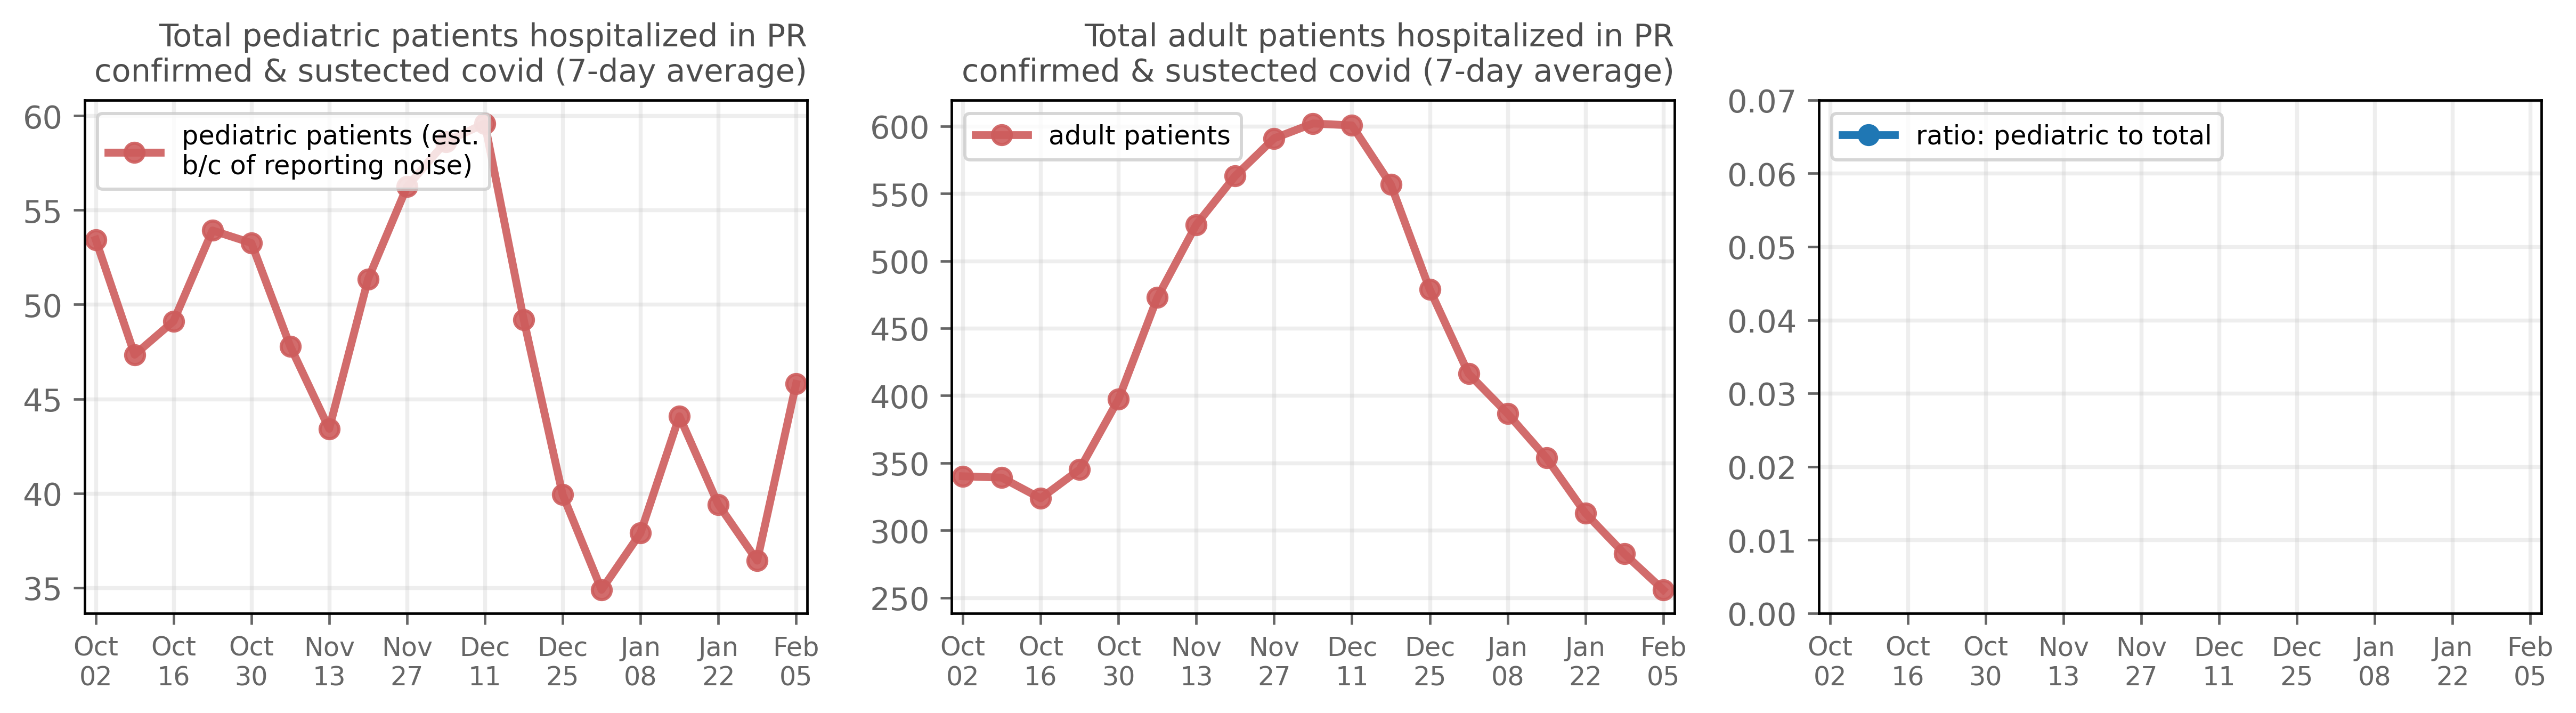 Total pediatric patients hospitalized in PR
confirmed & sustected covid (7-day average)
pediatric patients (est.
b/c of reporting noise)
60
55
50
45
40
35
Oct Oct Oct Nov Nov Dec Dec Jan Jan Feb
02 16 30 13 27 11 25 08 22 05
Total adult patients hospitalized in PR
confirmed & sustected covid (7-day average)
adult patients
600
550
500
450
400
350
300
250
Oct Oct Oct Nov Nov Dec Dec Jan Jan Feb
02 16 30 13 27 11 25 08 22 05
ratio: pediatric to total
0.07
0.06
0.05
0.04
0.03
0.02
0.01
0.00
Oct Oct Oct Nov Nov Dec Dec Jan Jan Feb
02 16 30 13 27 11 25 08 22 05